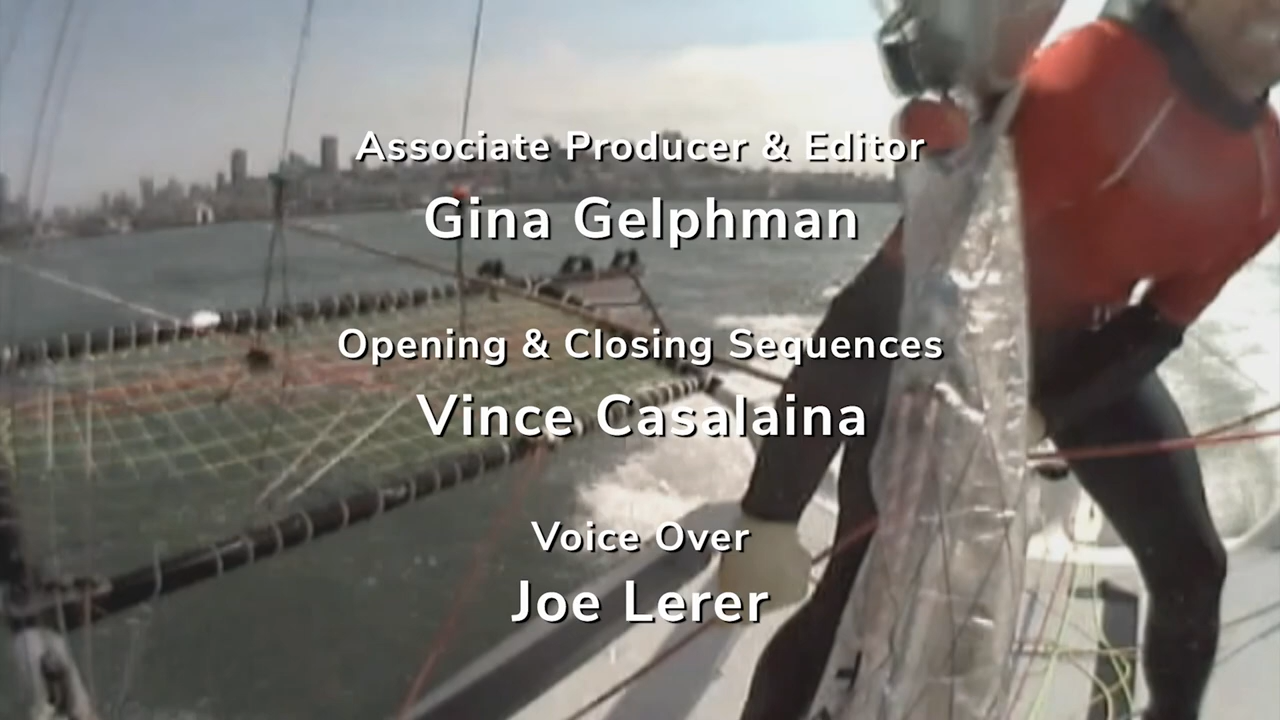 Associate Producer & Editor
Gina Gelphman
Opening & Closing Sequences
Vince Casalaina
Voice Over
Joe Lerer